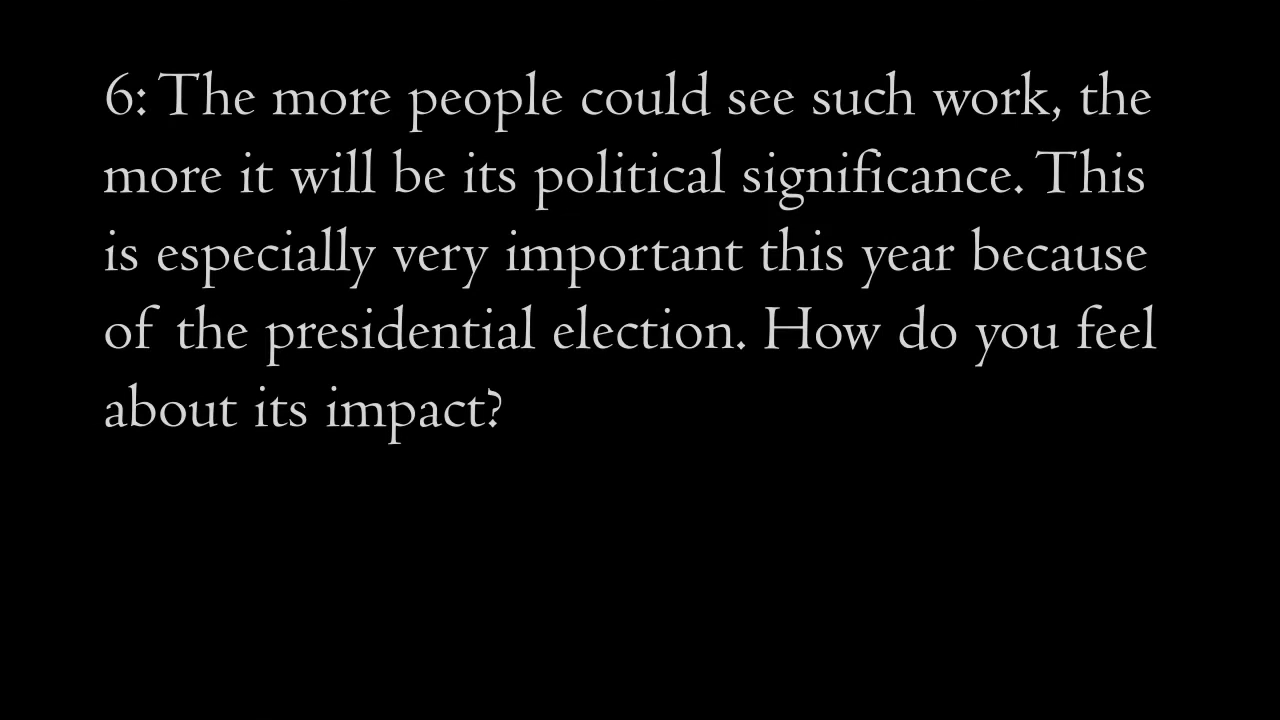 6: The more people could see such work, the
more it will be its political significance. This
is especially very important this year because
of the presidential election. How do you feel
about its impact?